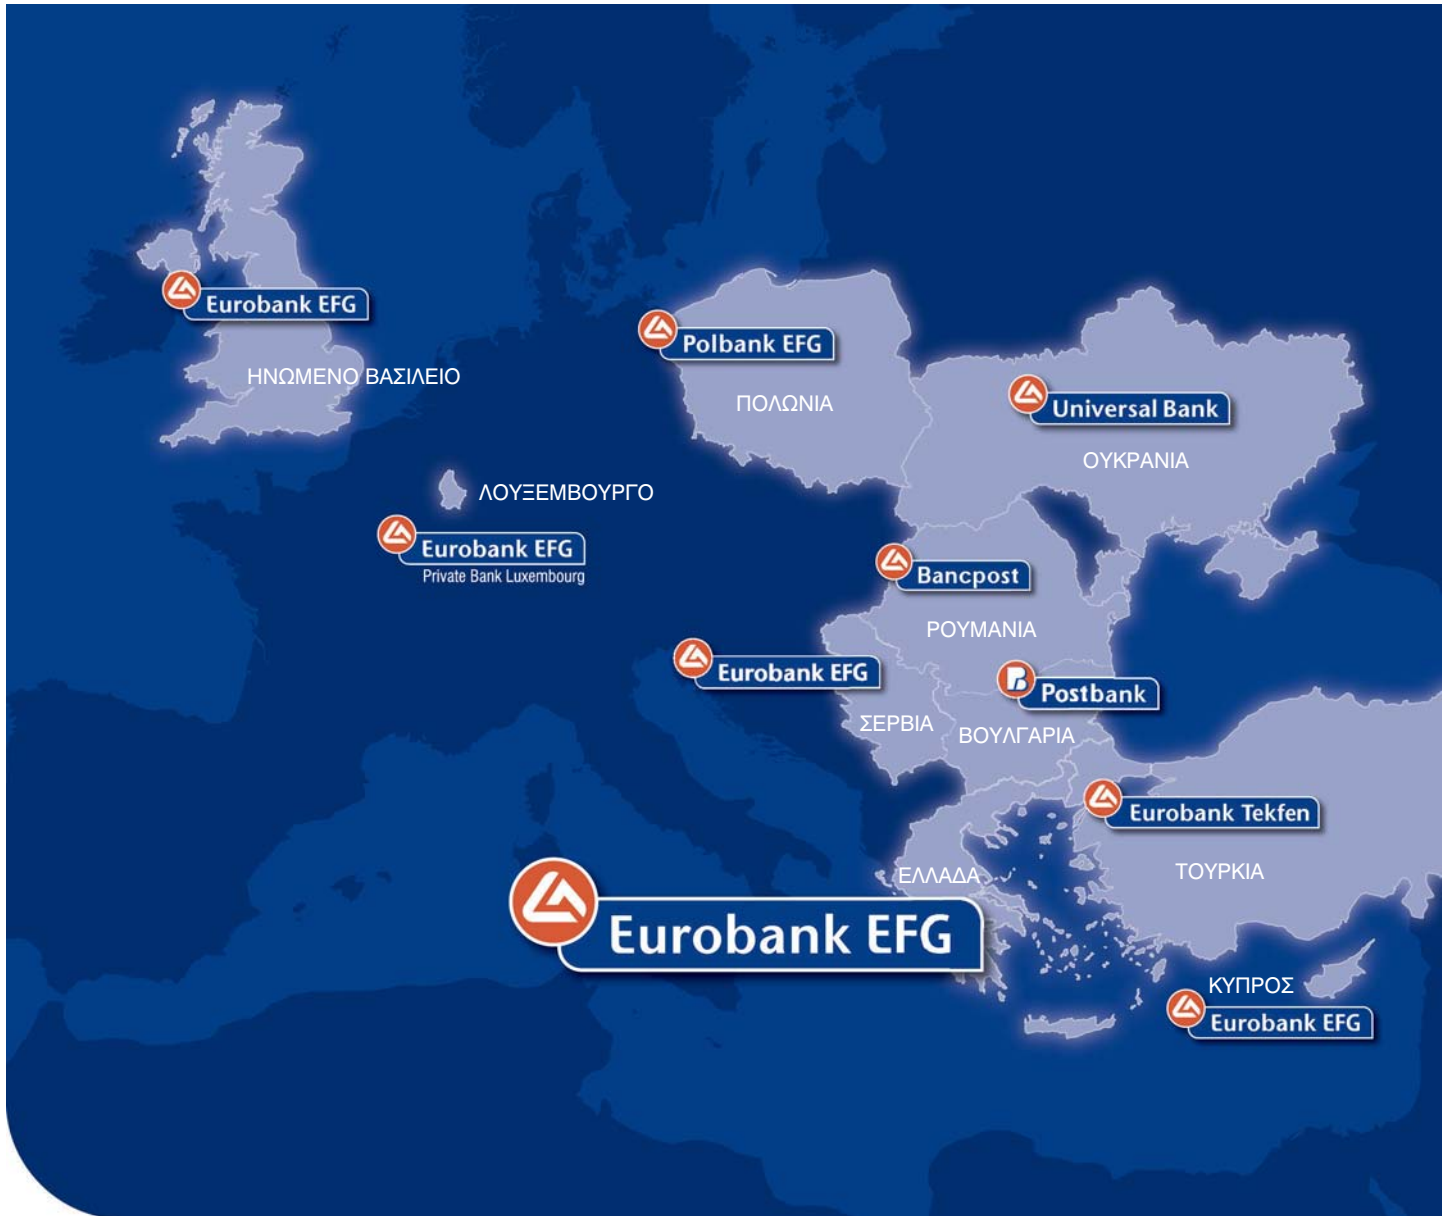 Eurobank EFG
ΗΝΩΜΕΝΟ ΒΑΣΙΛΕΙΟ
Polbank EFG
ΠΟΛΩΝΙΑ
Universal Bank
ΟΥΚΡΑΝΙΑ
ΛΟΥΞΕΜΒΟΥΡΓΟ
Eurobank EFG
Private Bank Luxembourg
Bancpost
ΡΟΥΜΑΝΙΑ
Eurobank EFG
ΣΕΡΒΙΑ
Postbank
ΒΟΥΛΓΑΡΙΑ
Eurobank Tekfen
ΤΟΥΡΚΙΑ
ΕΛΛΑΔΑ
Eurobank EFG
ΚΥΠΡΟΣ
Eurobank EFG